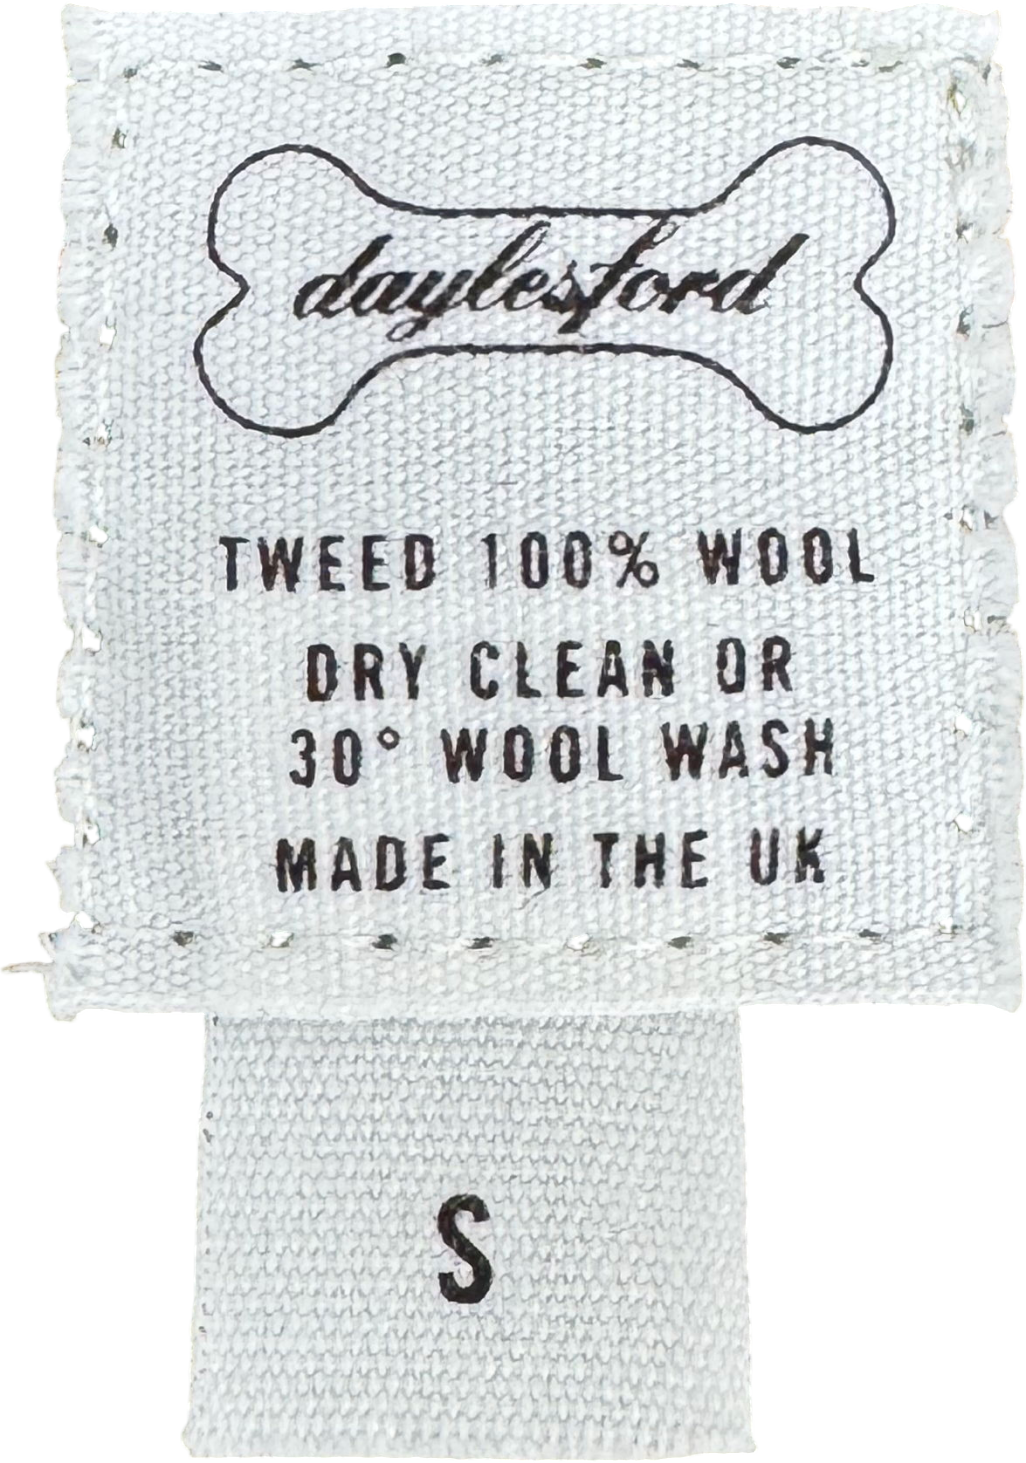 daylesford
TWEED 100% WOOL
DRY CLEAN OR
30° WOOL WASH
MADE IN THE UK
S